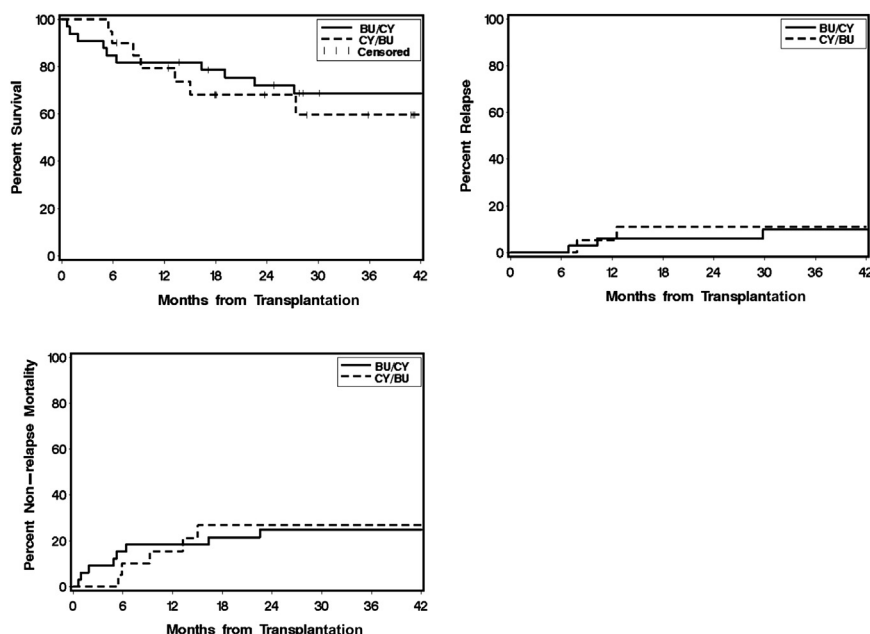 Percent Survival
100
80
60
40
20
0
BU/CY
CY/BU
Censored
0 6 12 18 24 30 36 42
Months from Transplantation
Percent Relapse
100
80
60
40
20
0
BU/CY
CY/BU
0 6 12 18 24 30 36 42
Months from Transplantation
Percent Non–relapse Mortality
100
80
60
40
20
0
BU/CY
CY/BU
0 6 12 18 24 30 36 42
Months from Transplantation